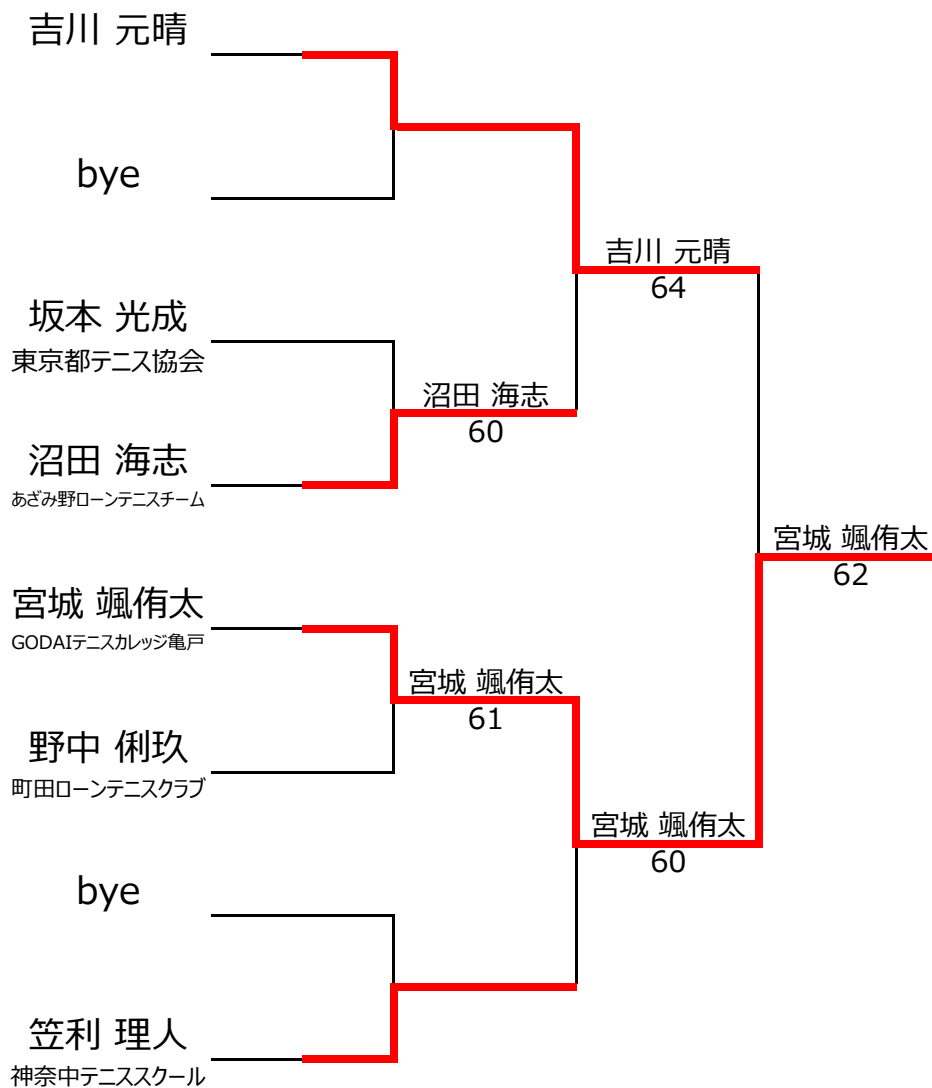 吉川 元晴
bye
坂本 光成
東京都テニス協会
沼田 海志
あざみ野ローンテニスチーム
宮城 颯侑太
GODAIテニスカレッジ亀戸
野中 俐玖
町田ローンテニスクラブ
bye
笠利 理人
神奈中テニススクール
沼田 海志
60
宮城 颯侑太
61
吉川 元晴
64
宮城 颯侑太
60
宮城 颯侑太
62